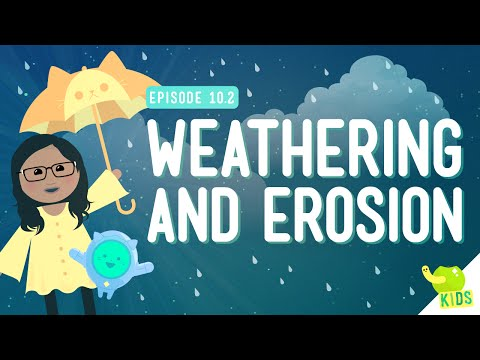 EPISODE 10.2
WEATHERING
AND EROSION
KIDS